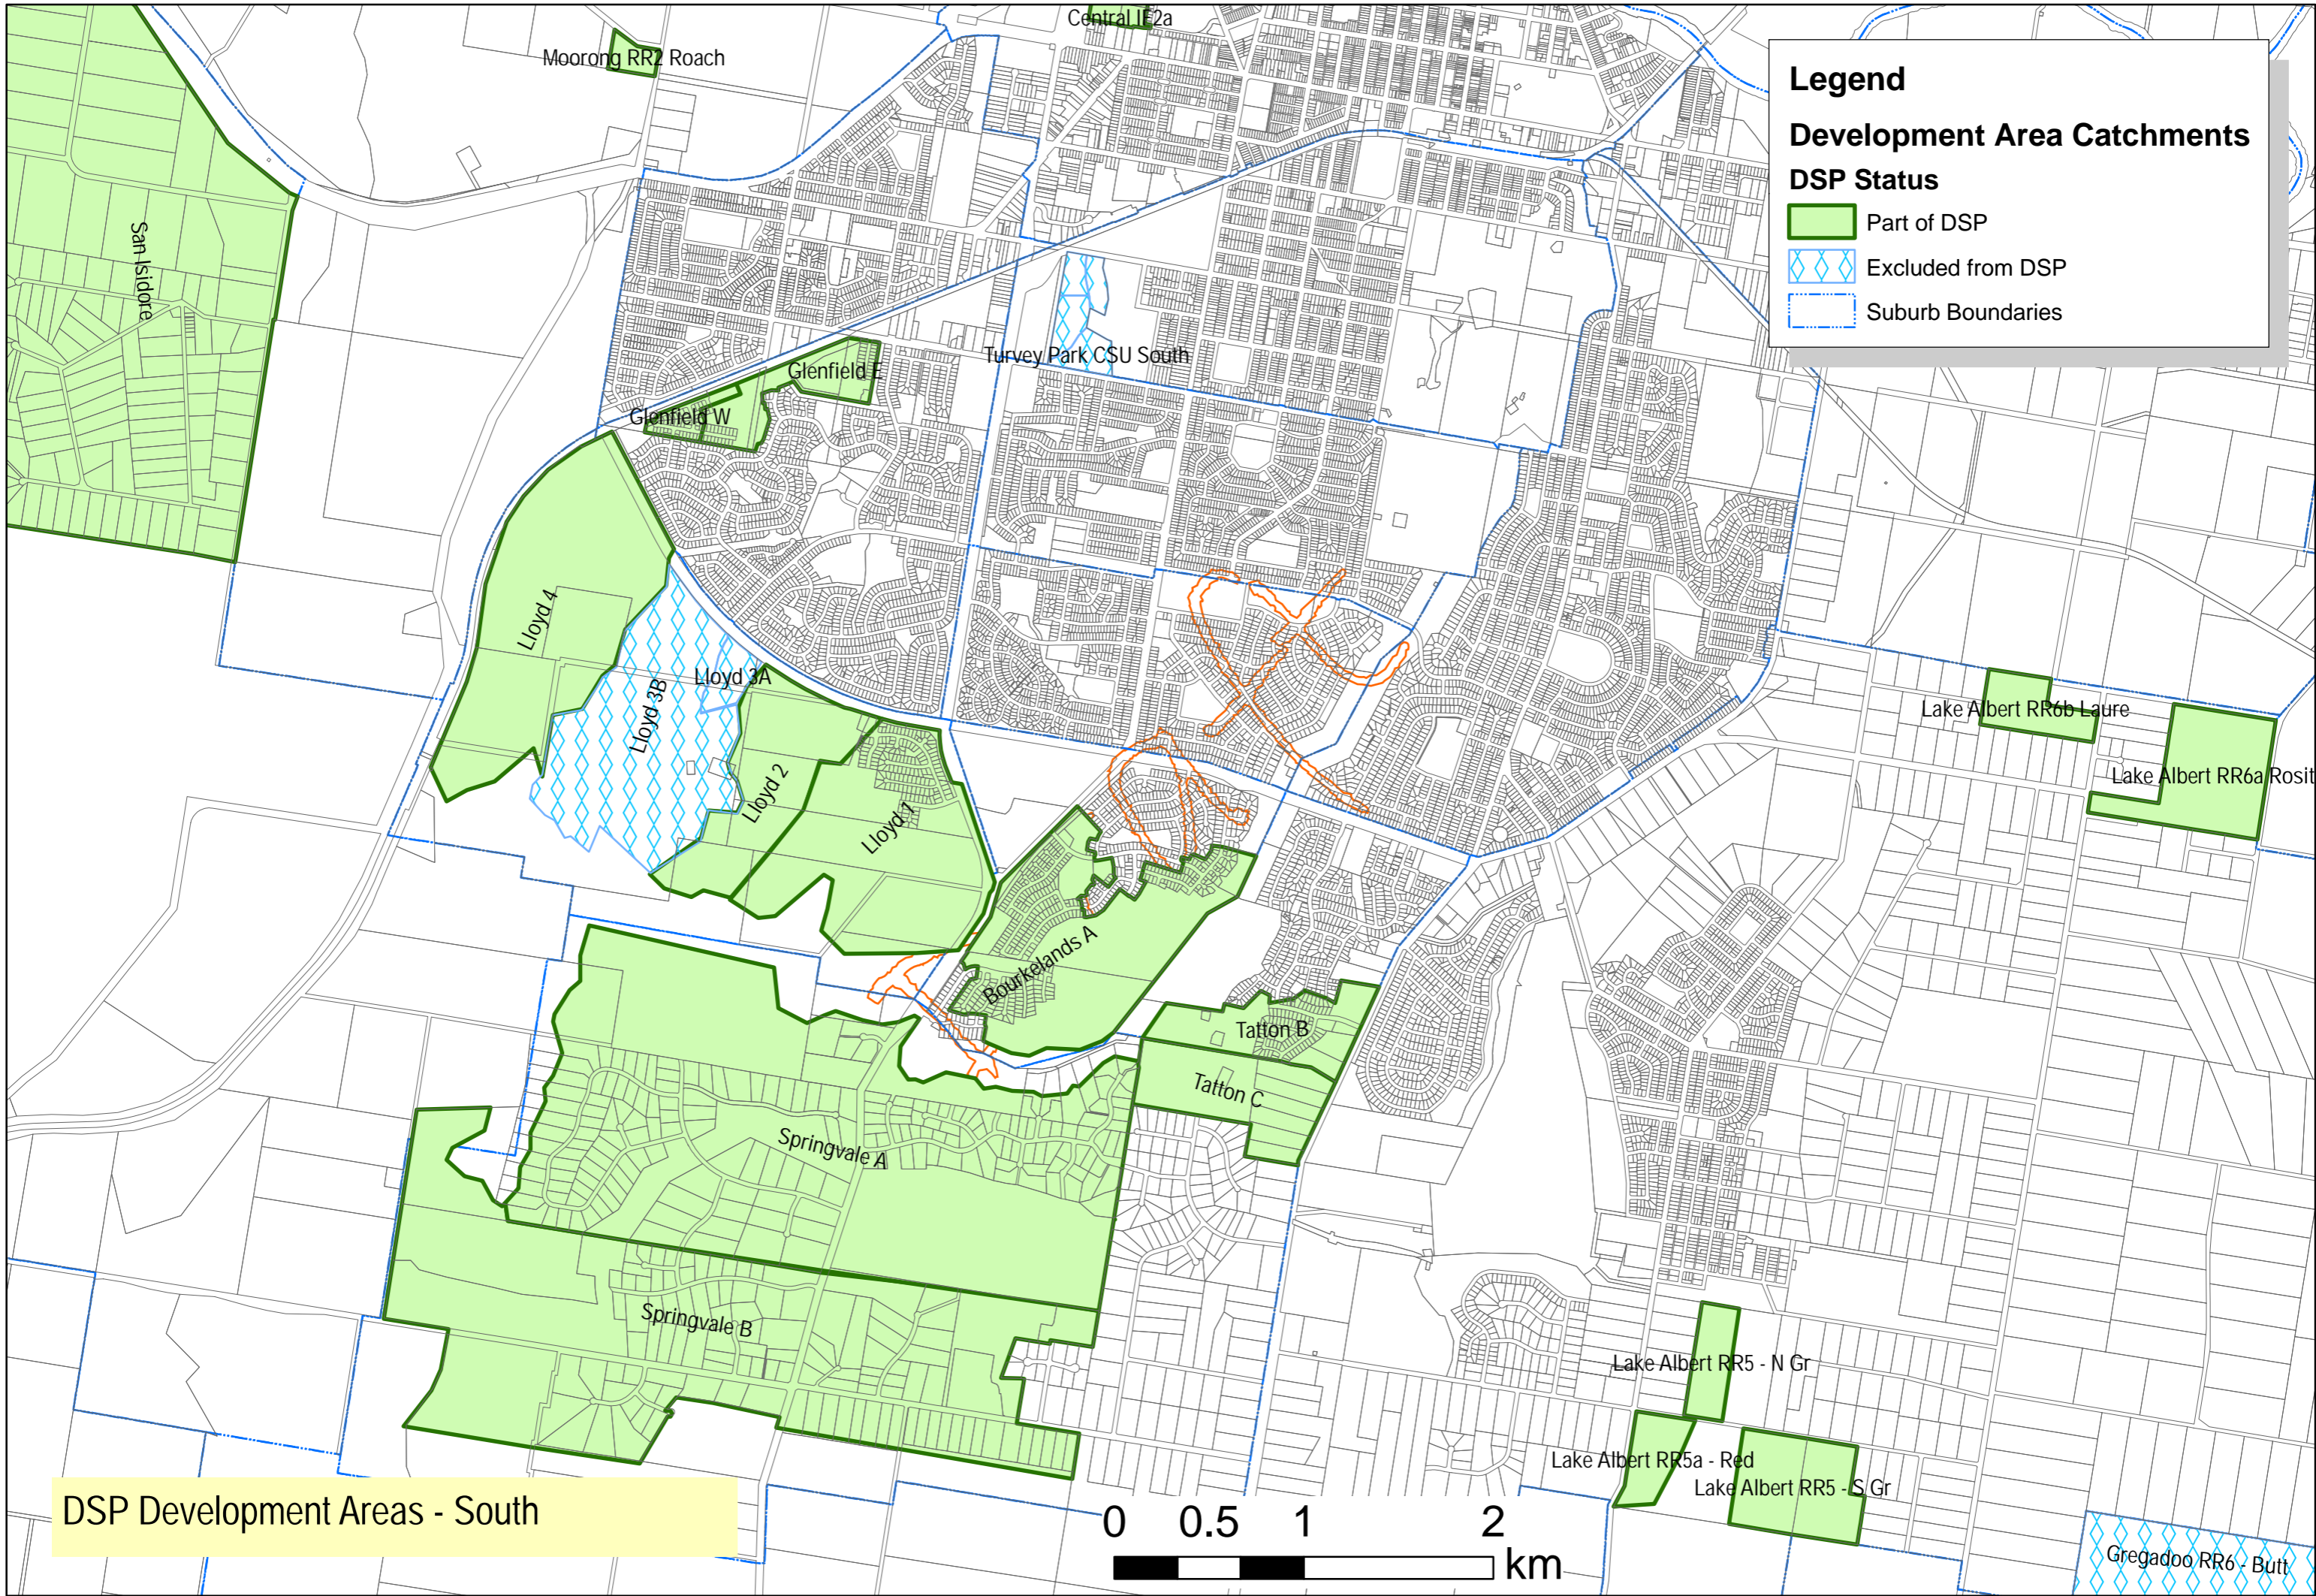 Central IF2a
Moorong RR2 Roach
Legend
Development Area Catchments
DSP Status
Part of DSP
Excluded from DSP
Suburb Boundaries
San Isidore
Turvey Park CSU South
Glenfield E
Glenfield W
Lloyd 4
Lloyd 3A
Lloyd 3B
Lloyd 2
Lloyd 1
Lake Albert RR6b Laure
Lake Albert RR6a Rosit
Bourkelands A
Tatton B
Tatton C
Springvale A
Springvale B
Lake Albert RR5 - N Gr
Lake Albert RR5a - Red
Lake Albert RR5 - S Gr
Gregadoo RR6 - Butt
DSP Development Areas - South
0 0.5 1 2
km